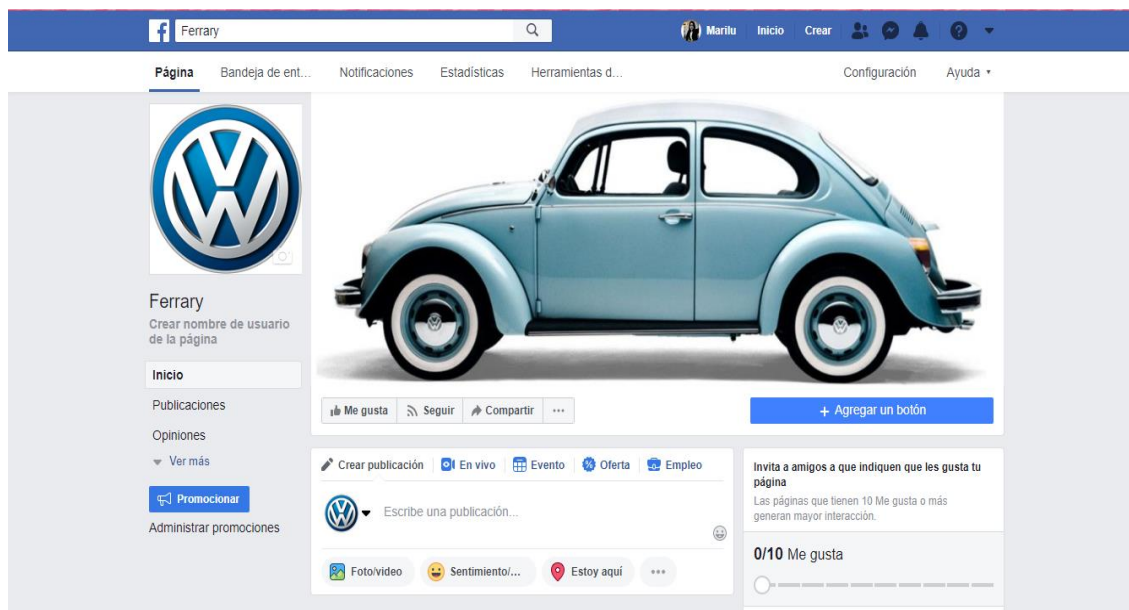 Ferrary
Marilu Inicio Crear
Página Bandeja de ent... Notificaciones Estadísticas Herramientas d... Configuración Ayuda
Ferrary
Crear nombre de usuario
de la página
Inicio
Publicaciones
Opiniones
Ver más
Promocionar
Administrar promociones
Me gusta Seguir Compartir ...
+ Agregar un botón
Crear publicación En vivo Evento Oferta Empleo
Escribe una publicación...
Foto/video Sentimiento/... Estoy aquí ...
Invita a amigos a que indiquen que les gusta tu
página
Las páginas que tienen 10 Me gusta o más
generan mayor interacción.
0/10 Me gusta